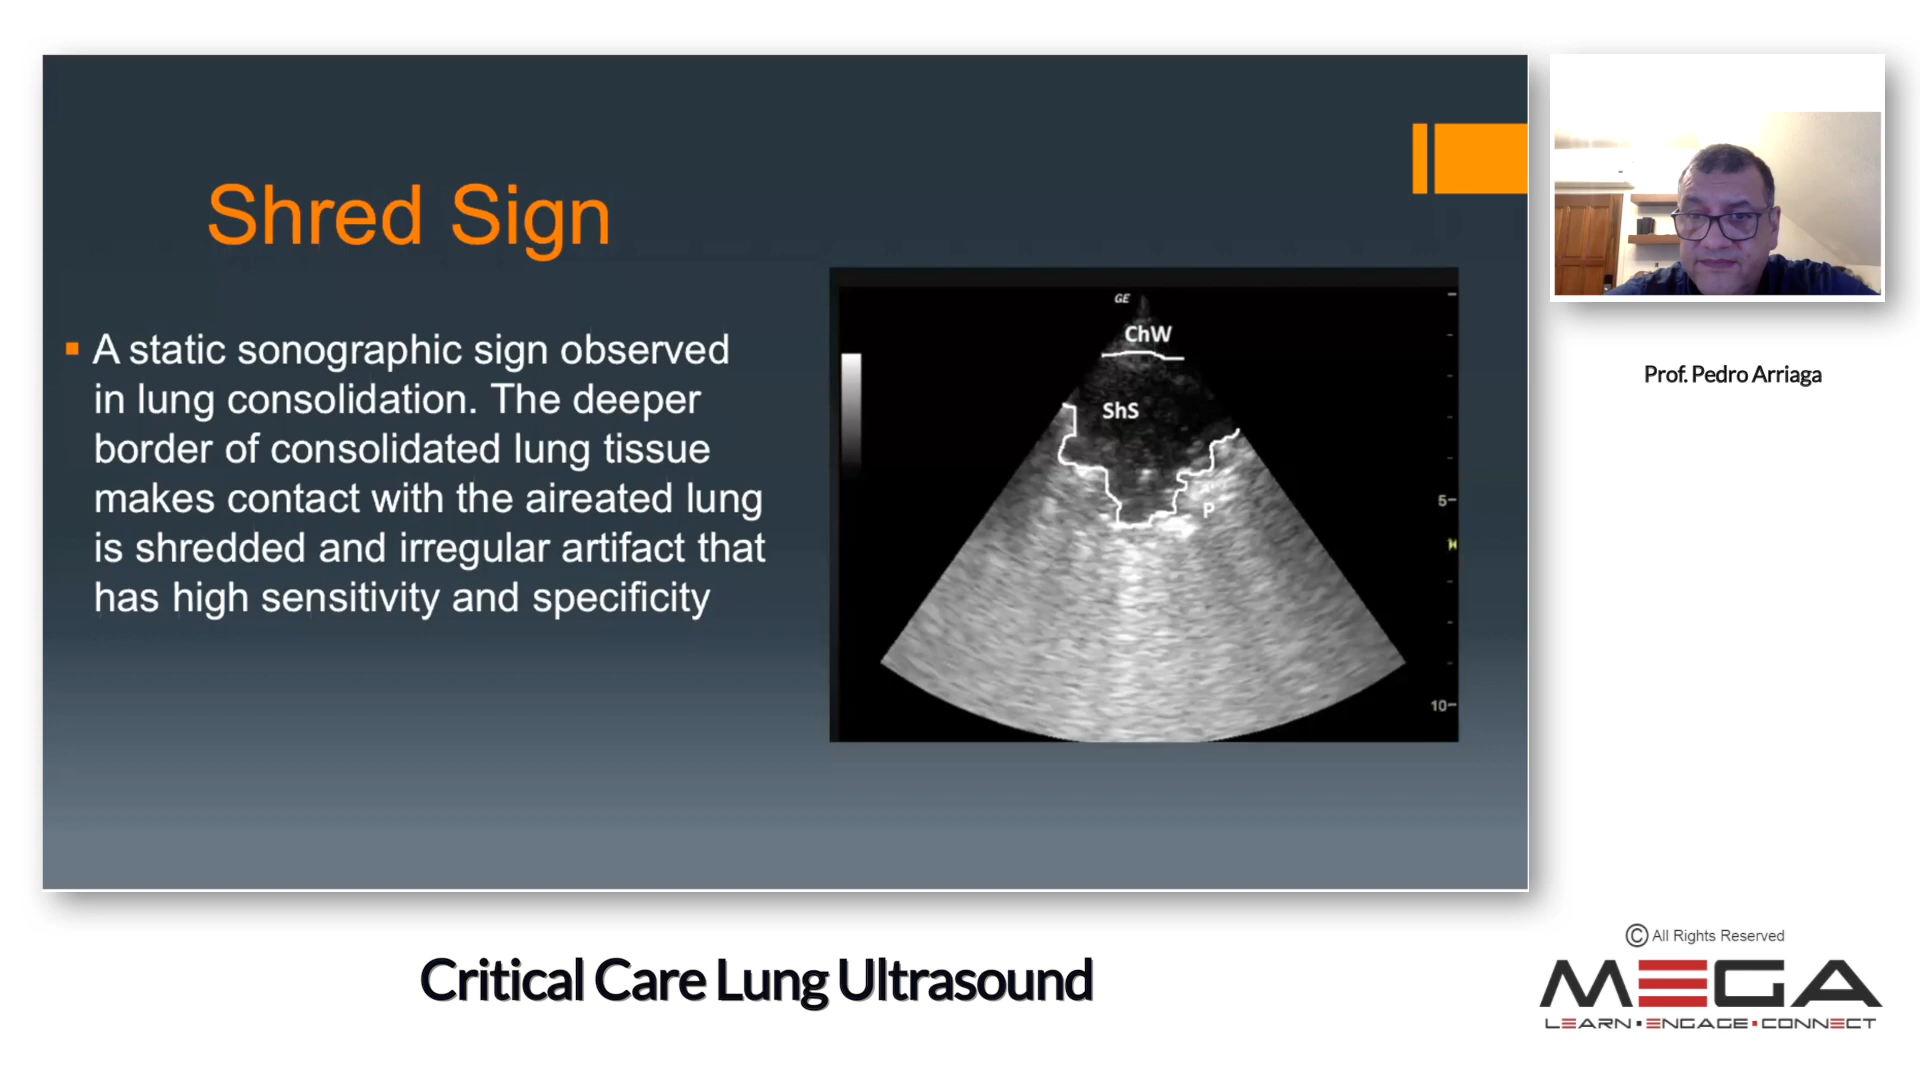 Shred Sign
A static sonographic sign observed
in lung consolidation. The deeper
border of consolidated lung tissue
makes contact with the aireated lung
is shredded and irregular artifact that
has high sensitivity and specificity
GE
ChW
ShS
P
5
10
Prof. Pedro Arriaga
Critical Care Lung Ultrasound
© All Rights Reserved
MEGA
LEARN · ENGAGE · CONNECT